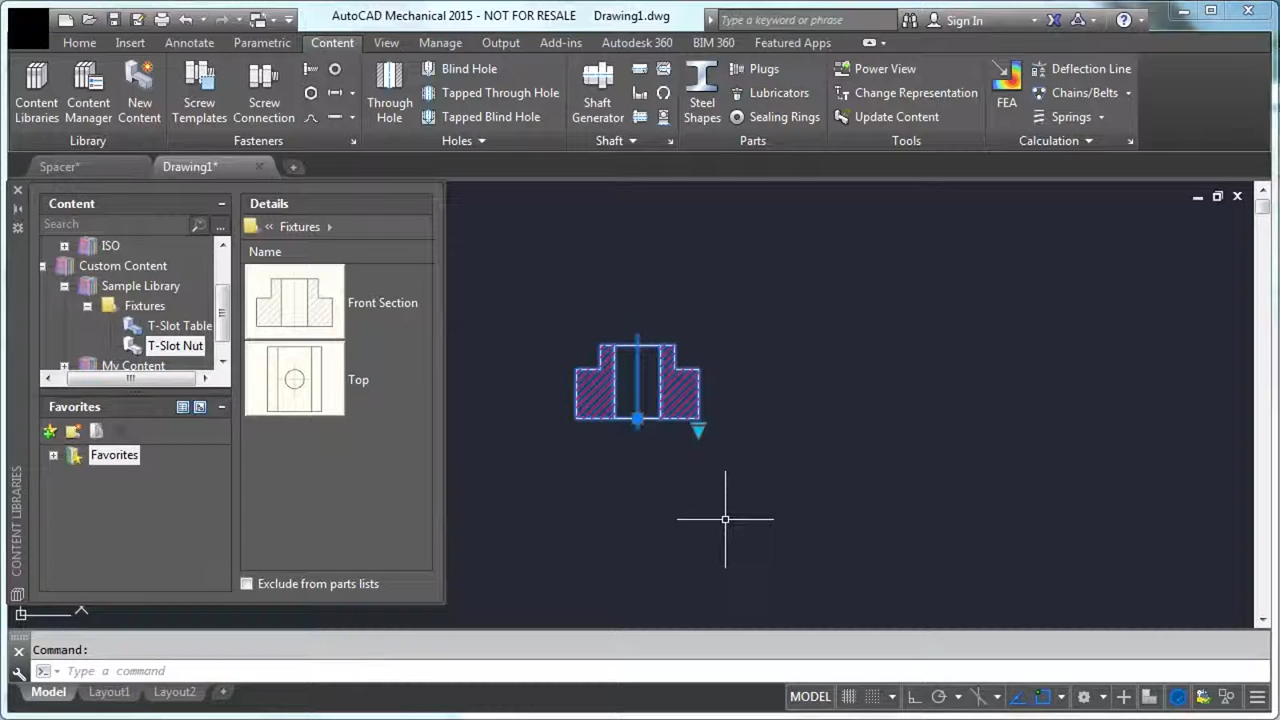 AutoCAD Mechanical 2015 - NOT FOR RESALE Drawing1.dwg
Type a keyword or phrase
Sign In
Home Insert Annotate Parametric Content View Manage Output Add-ins Autodesk 360 BIM 360 Featured Apps
Content Libraries
Content Manager
New Content
Library
Screw Templates
Screw Connection
Fasteners
Through Hole
Blind Hole
Tapped Through Hole
Tapped Blind Hole
Holes
Shaft Generator
Shaft
Steel Shapes
Plugs
Lubricators
Sealing Rings
Parts
Power View
Change Representation
Update Content
Tools
FEA
Deflection Line
Chains/Belts
Springs
Calculation
Spacer* Drawing1*
Content
Search
...
ISO
Custom Content
Sample Library
Fixtures
T-Slot Table
T-Slot Nut
My Content
Favorites
Favorites
Details
Fixtures
Name
Front Section
Top
Exclude from parts lists
CONTENT LIBRARIES
Command:
Type a command
Model Layout1 Layout2
MODEL